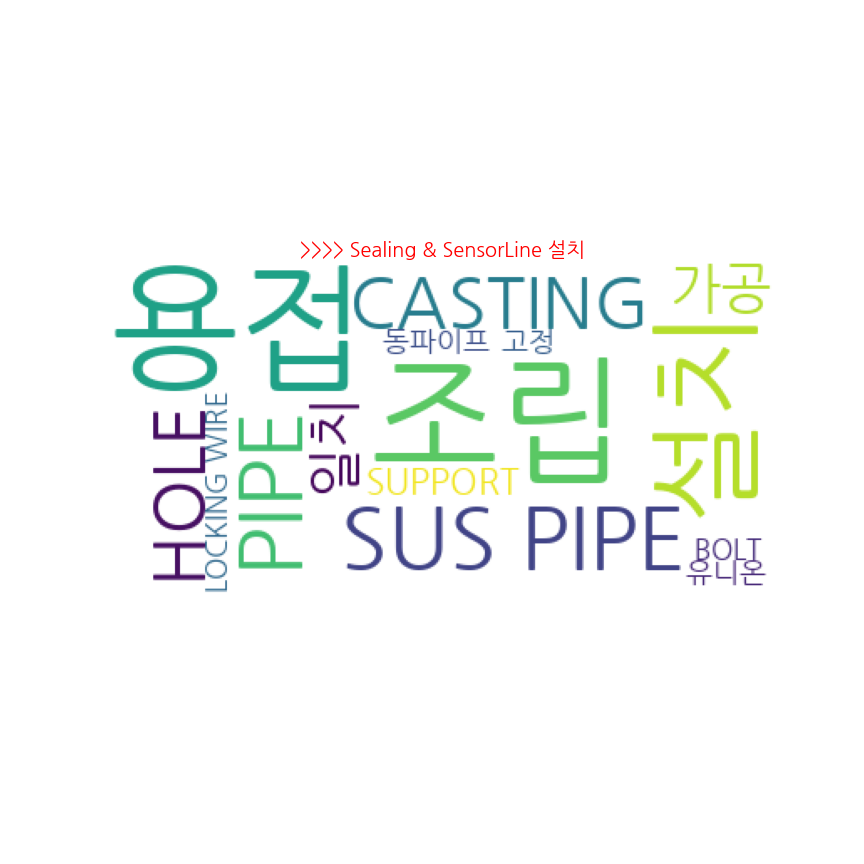 >>>> Sealing & SensorLine 설치
용접
CASTING
가공
동파이프 고정
설치
조립
HOLE
LOCKING WIRE
PIPE
일치
SUPPORT
SUS PIPE
BOLT
유니온